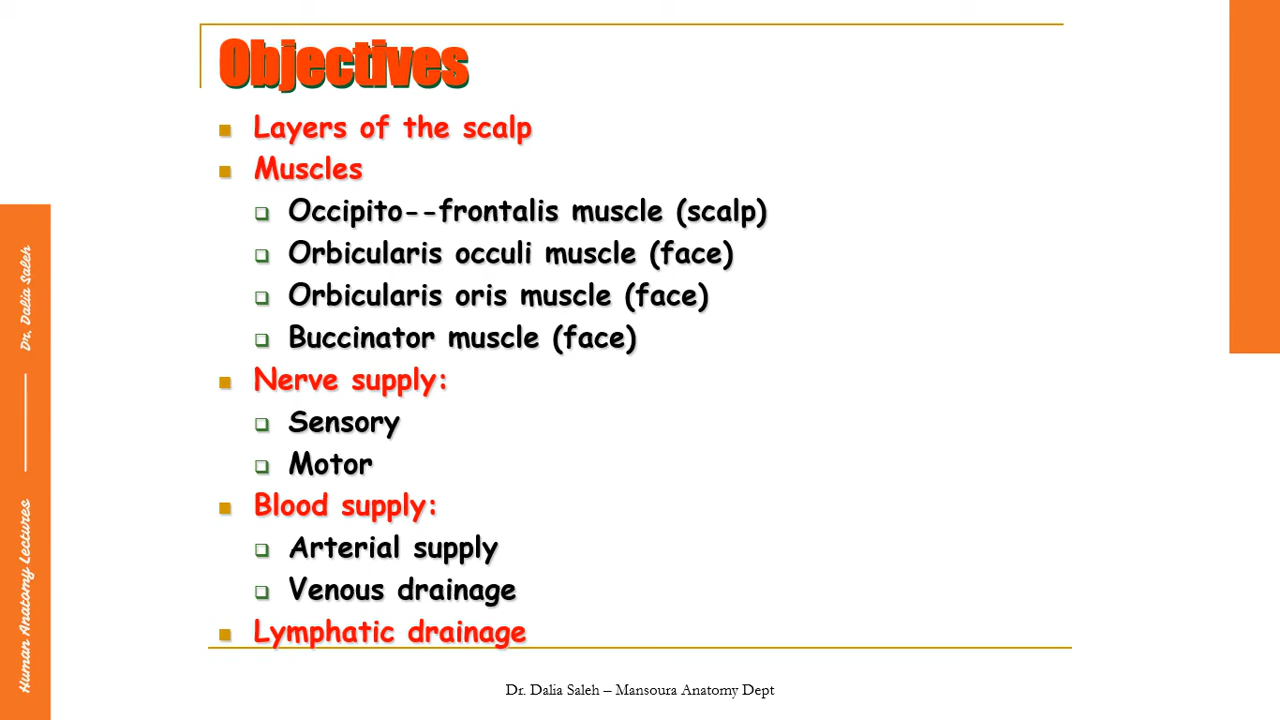 Objectives
Layers of the scalp
Muscles
Occipito--frontalis muscle (scalp)
Orbicularis occuli muscle (face)
Orbicularis oris muscle (face)
Buccinator muscle (face)
Nerve supply:
Sensory
Motor
Blood supply:
Arterial supply
Venous drainage
Lymphatic drainage
Dr. Dalia Saleh – Mansoura Anatomy Dept
Human Anatomy Lectures
Dr. Dalia Saleh